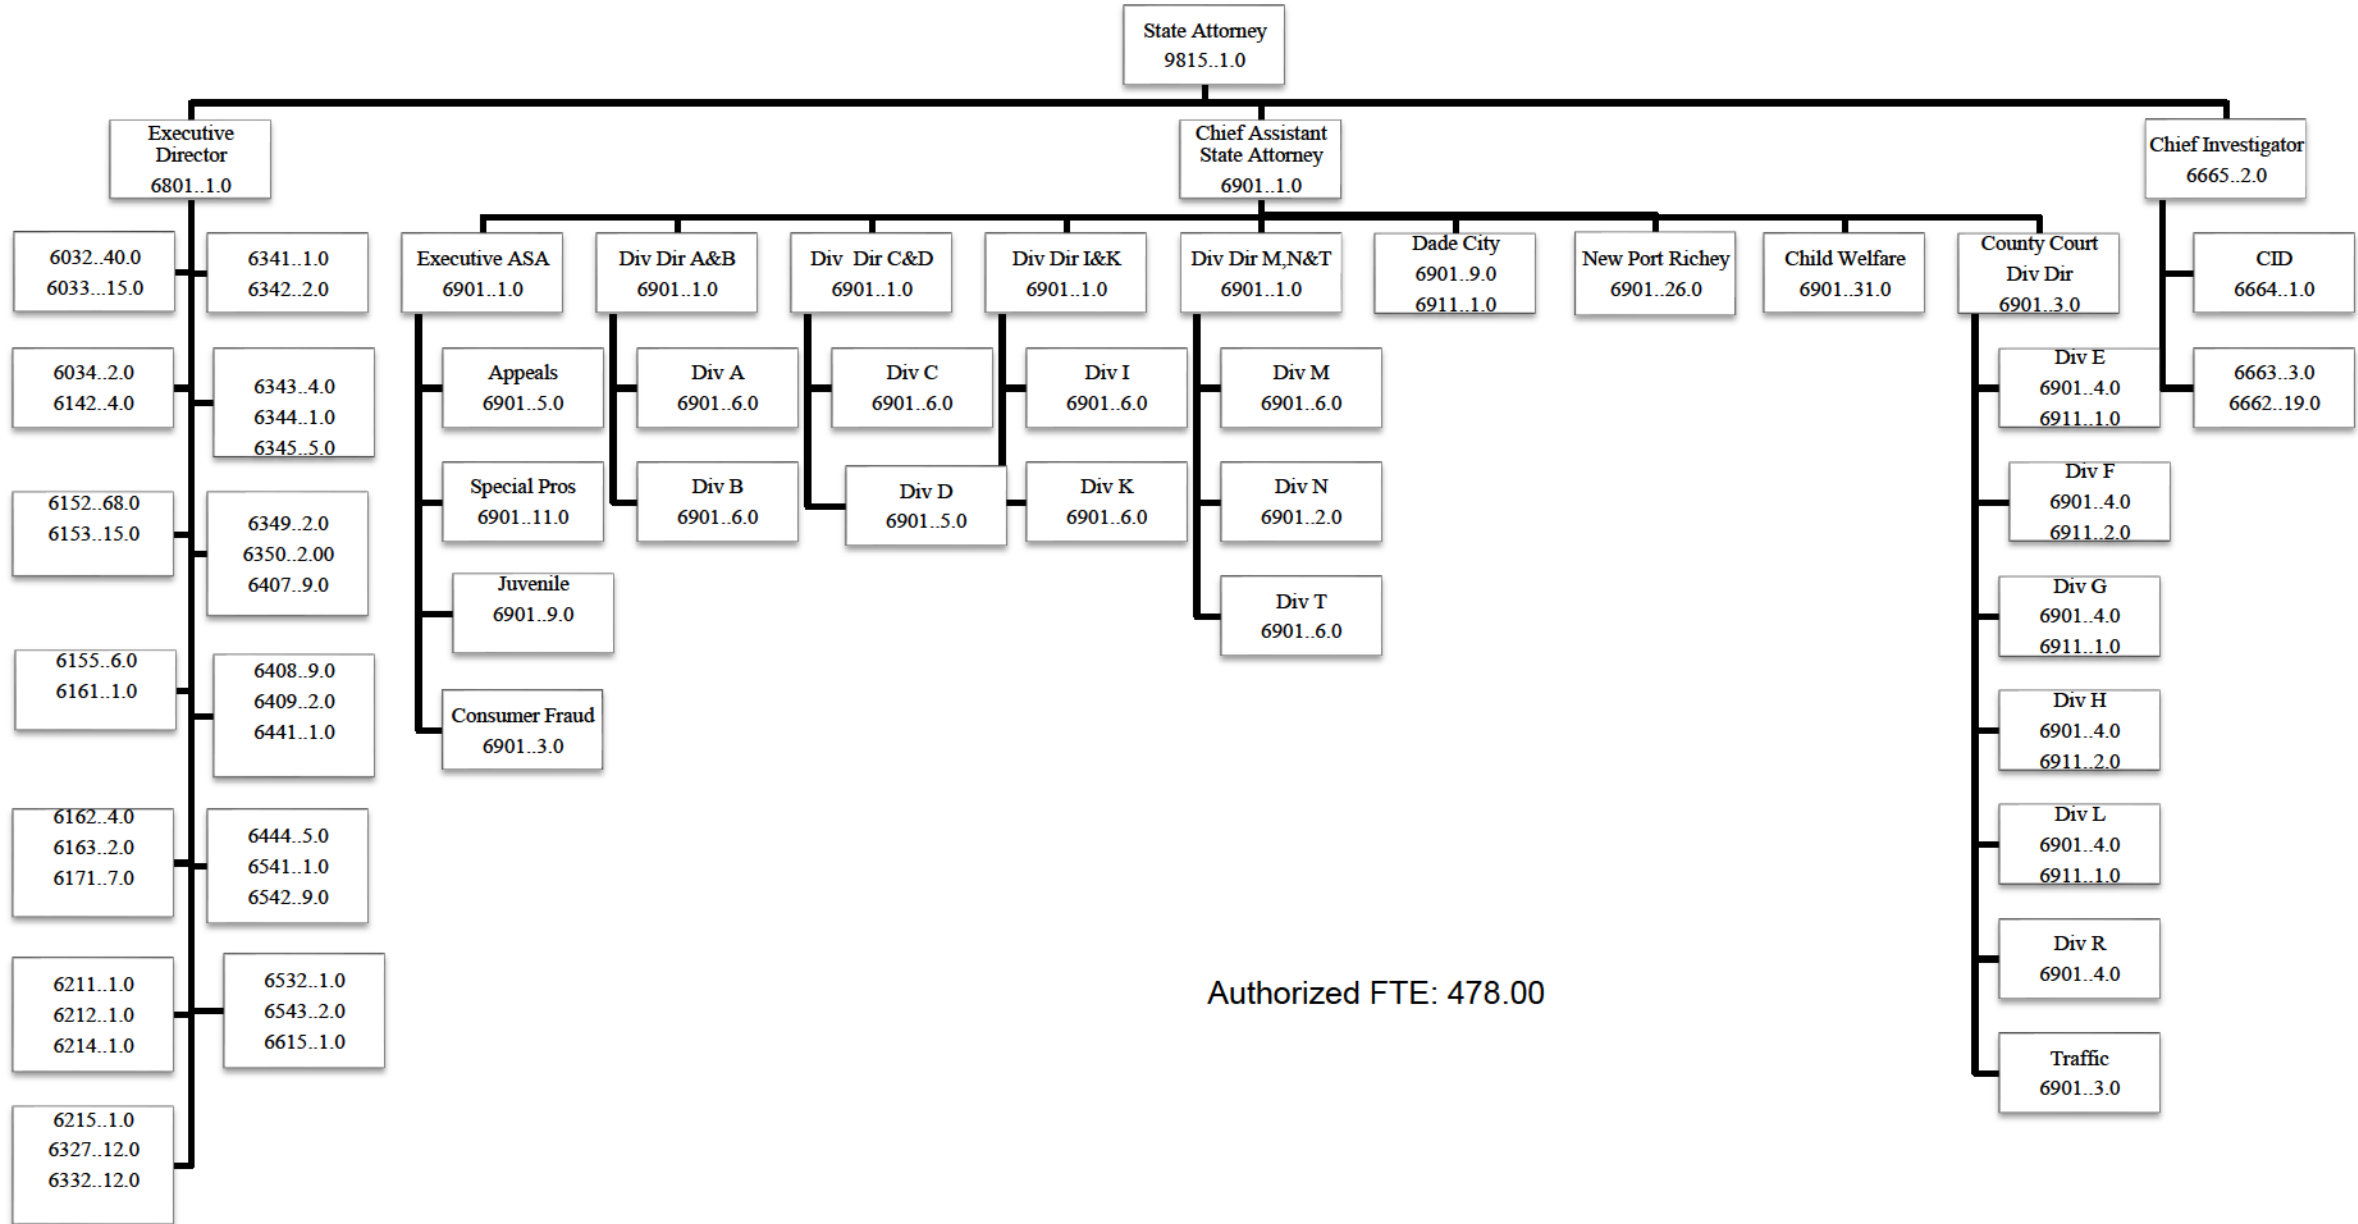 State Attorney
9815..1.0
Executive
Director
6801..1.0
Chief Assistant
State Attorney
6901..1.0
Chief Investigator
6665..2.0
6032..40.0
6033...15.0
6341..1.0
6342..2.0
6034..2.0
6142..4.0
6343..4.0
6344..1.0
6345..5.0
6152..68.0
6153..15.0
6349..2.0
6350..2.00
6407..9.0
6155..6.0
6161..1.0
6408..9.0
6409..2.0
6441..1.0
6162..4.0
6163..2.0
6171..7.0
6444..5.0
6541..1.0
6542..9.0
6211..1.0
6212..1.0
6214..1.0
6532..1.0
6543..2.0
6615..1.0
6215..1.0
6327..12.0
6332..12.0
Executive ASA
6901..1.0
Appeals
6901..5.0
Special Pros
6901..11.0
Juvenile
6901..9.0
Consumer Fraud
6901..3.0
Div Dir A&B
6901..1.0
Div A
6901..6.0
Div B
6901..6.0
Div Dir C&D
6901..1.0
Div C
6901..6.0
Div D
6901..5.0
Div Dir I&K
6901..1.0
Div I
6901..6.0
Div K
6901..6.0
Div Dir M,N&T
6901..1.0
Div M
6901..6.0
Div N
6901..2.0
Div T
6901..6.0
Dade City
6901..9.0
6911..1.0
New Port Richey
6901..26.0
Child Welfare
6901..31.0
County Court
Div Dir
6901..3.0
Div E
6901..4.0
6911..1.0
Div F
6901..4.0
6911..2.0
Div G
6901..4.0
6911..1.0
Div H
6901..4.0
6911..2.0
Div L
6901..4.0
6911..1.0
Div R
6901..4.0
Traffic
6901..3.0
CID
6664..1.0
6663..3.0
6662..19.0
Authorized FTE: 478.00